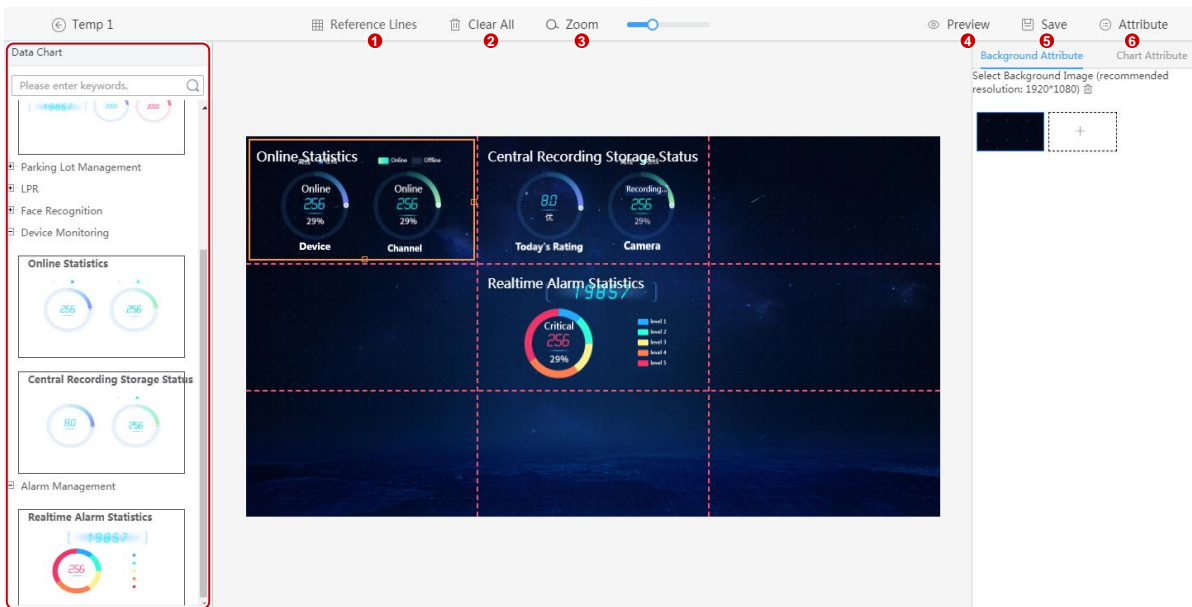 Temp 1
Reference Lines
Clear All
Zoom
Preview
Save
Attribute
1
2
3
4
5
6
Data Chart
Please enter keywords.
19857
Parking Lot Management
LPR
Face Recognition
Device Monitoring
Online Statistics
256
256
Central Recording Storage Status
80
256
Alarm Management
Realtime Alarm Statistics
[ 19857 ]
256
Online Statistics
Online
Offline
Online
256
29%
Device
Online
256
29%
Channel
Central Recording Storage Status
80
优
Today's Rating
Recording...
256
29%
Camera
Realtime Alarm Statistics
[ 19857 ]
Critical
256
29%
level 1
level 2
level 3
level 4
level 5
Background Attribute
Chart Attribute
Select Background Image (recommended
resolution: 1920*1080)